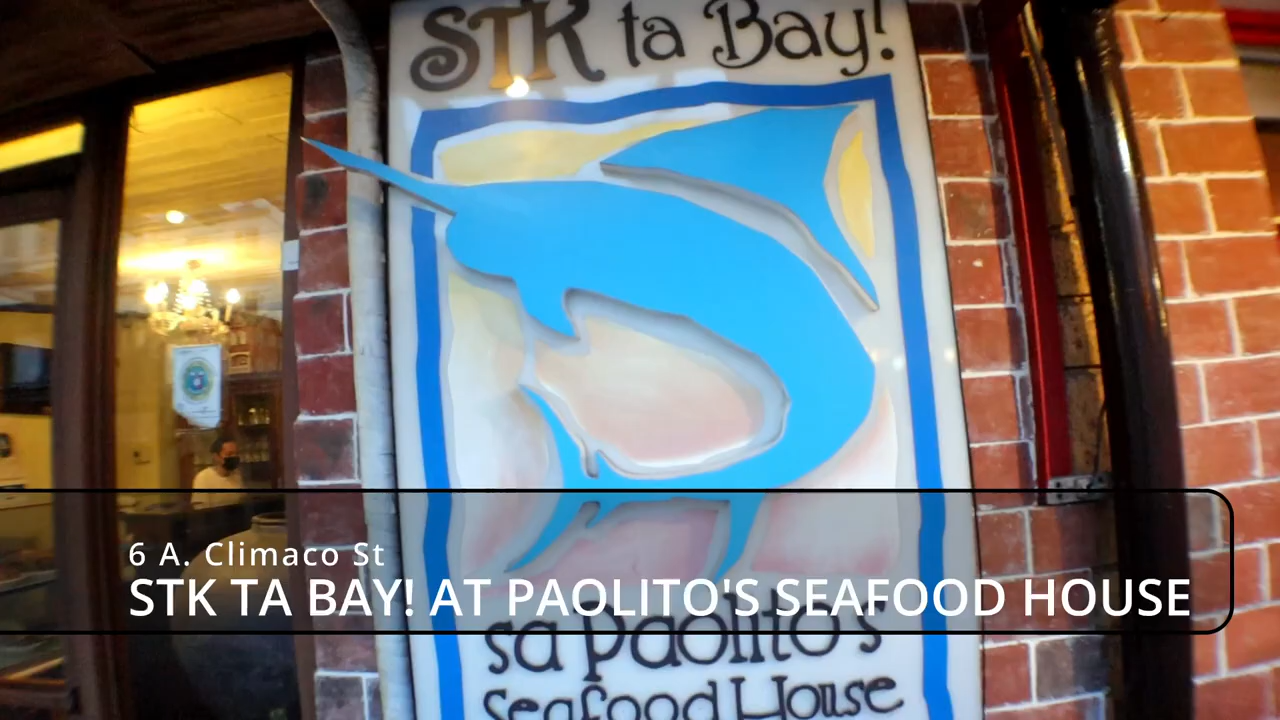 STK ta Bay!
6 A. Climaco St
STK TA BAY! AT PAOLITO'S SEAFOOD HOUSE
sa Paolito's
Seafood House